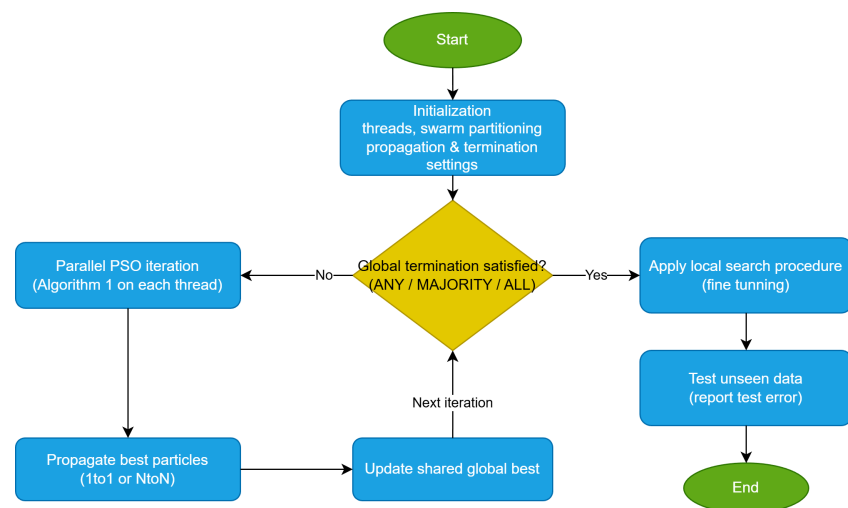 Start
Initialization
threads, swarm partitioning
propagation & termination
settings
Global termination satisfied?
(ANY / MAJORITY / ALL)
No
Yes
Parallel PSO iteration
(Algorithm 1 on each thread)
Apply local search procedure
(fine tunning)
Test unseen data
(report test error)
Next iteration
Propagate best particles
(1to1 or NtoN)
Update shared global best
End